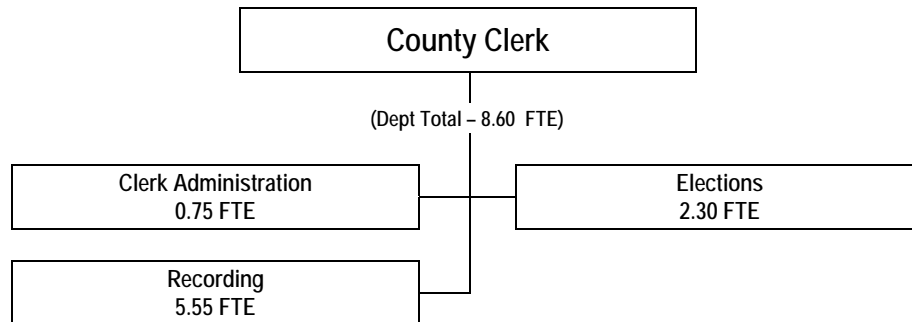 County Clerk
(Dept Total – 8.60 FTE)
Clerk Administration
0.75 FTE
Elections
2.30 FTE
Recording
5.55 FTE